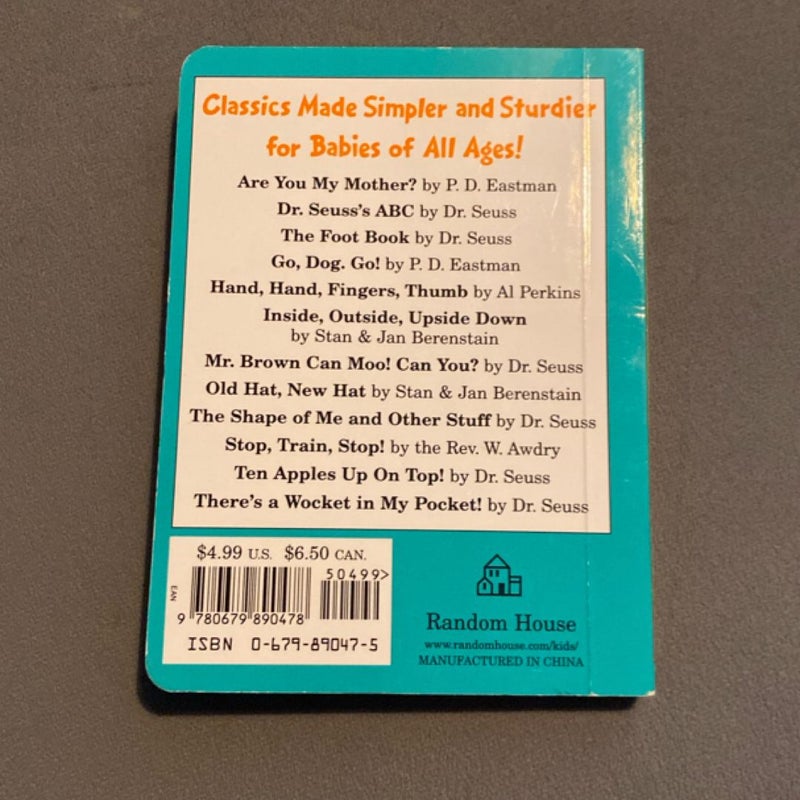 Classics Made Simpler and Sturdier
for Babies of All Ages!
Are You My Mother? by P. D. Eastman
Dr. Seuss's ABC by Dr. Seuss
The Foot Book by Dr. Seuss
Go, Dog. Go! by P. D. Eastman
Hand, Hand, Fingers, Thumb by Al Perkins
Inside, Outside, Upside Down
by Stan & Jan Berenstain
Mr. Brown Can Moo! Can You? by Dr. Seuss
Old Hat, New Hat by Stan & Jan Berenstain
The Shape of Me and Other Stuff by Dr. Seuss
Stop, Train, Stop! by the Rev. W. Awdry
Ten Apples Up On Top! by Dr. Seuss
There's a Wocket in My Pocket! by Dr. Seuss
$4.99 U.S. $6.50 CAN.
50499>
EAN
9 780679 890478
ISBN 0-679-89047-5
Random House
www.randomhouse.com/kids/
MANUFACTURED IN CHINA